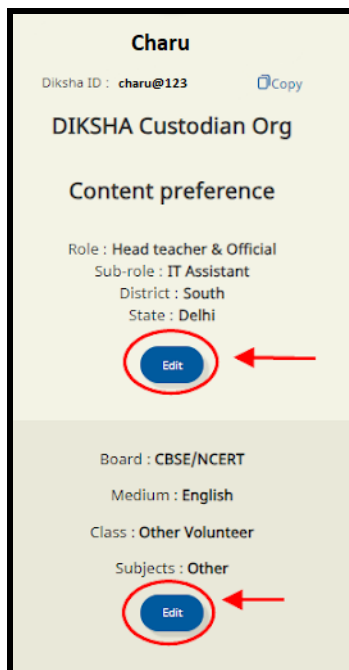 Charu
Diksha ID : charu@123 Copy
DIKSHA Custodian Org
Content preference
Role : Head teacher & Official
Sub-role : IT Assistant
District : South
State : Delhi
Edit
Board : CBSE/NCERT
Medium : English
Class : Other Volunteer
Subjects : Other
Edit